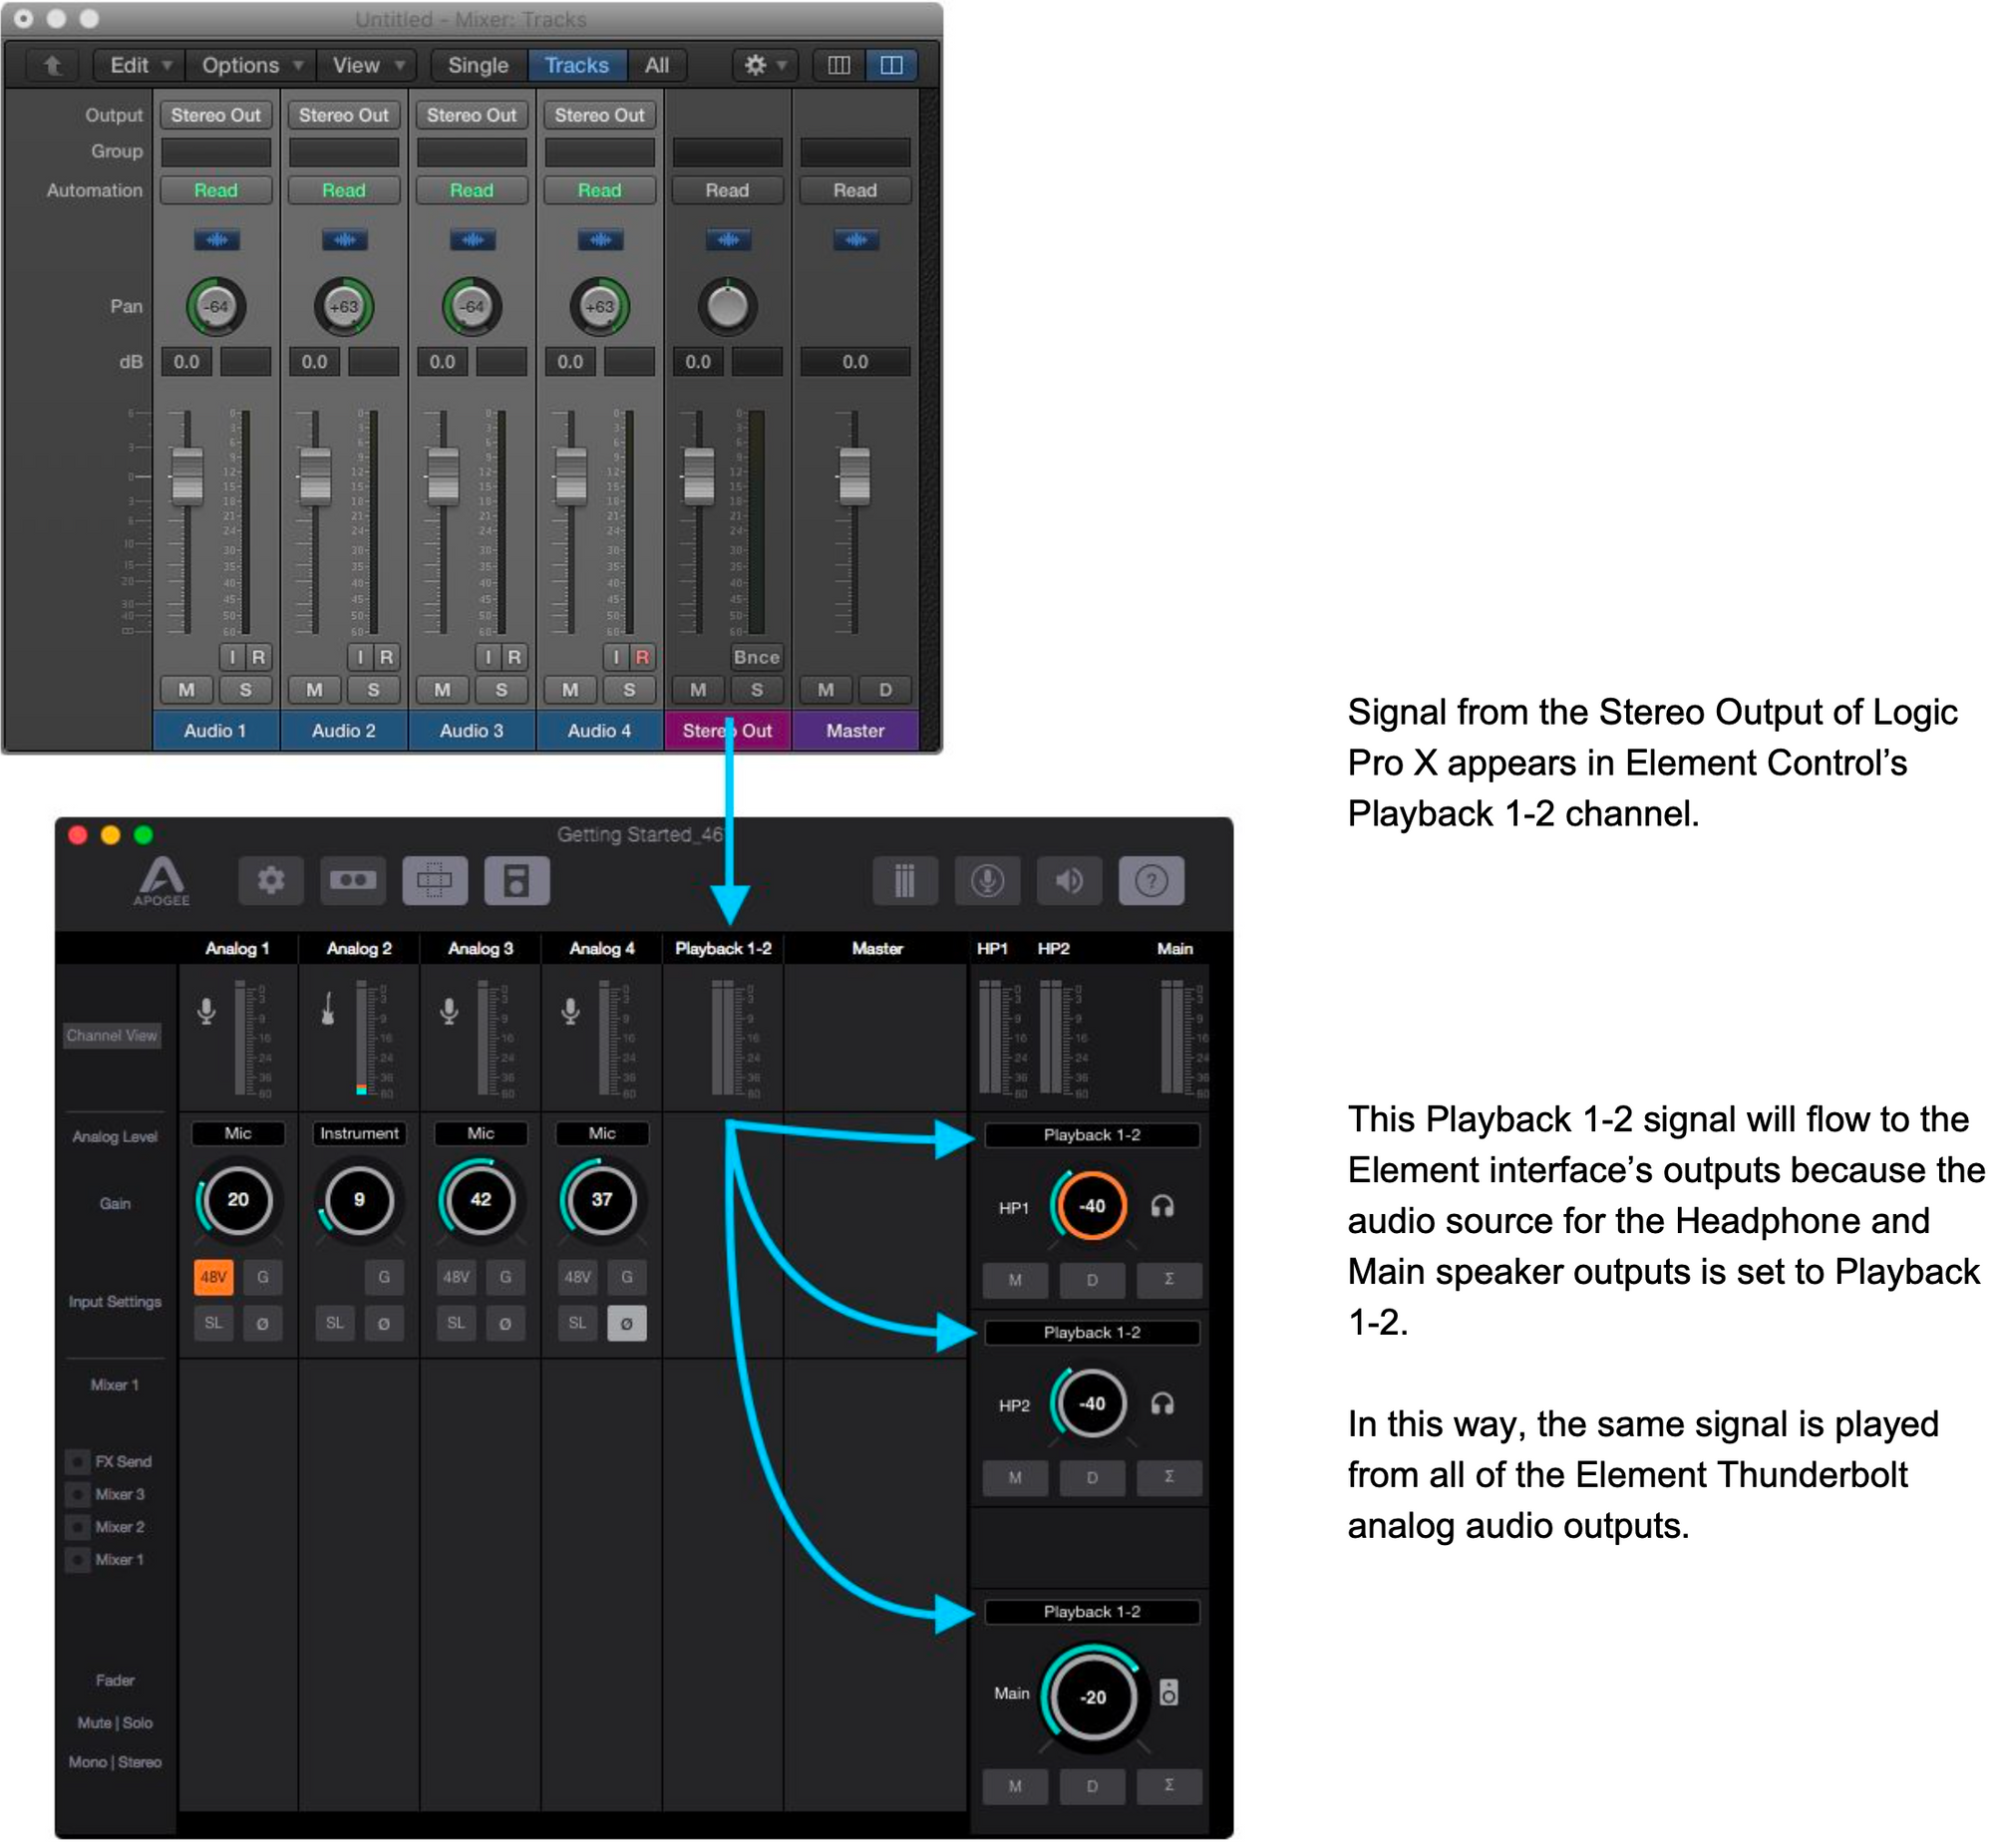 Untitled - Mixer: Tracks
Edit Options View Single Tracks All
Output Stereo Out Stereo Out Stereo Out Stereo Out
Group
Automation Read Read Read Read Read Read
Pan -64 +63 -64 +63
dB 0.0 0.0 0.0 0.0 0.0 0.0
I R I R I R I R Bnce
M S M S M S M S M S M D
Audio 1 Audio 2 Audio 3 Audio 4 Stereo Out Master
Signal from the Stereo Output of Logic
Pro X appears in Element Control’s
Playback 1-2 channel.
Getting Started_46
APOGEE
Analog 1 Analog 2 Analog 3 Analog 4 Playback 1-2 Master HP1 HP2 Main
Channel View
Analog Level Mic Instrument Mic Mic Playback 1-2
Gain 20 9 42 37 HP1 -40
48V G G 48V G 48V G M D Σ
Input Settings
SL Ø SL Ø SL Ø SL Ø Playback 1-2
Mixer 1 HP2 -40
FX Send M D Σ
Mixer 3
Mixer 2
Mixer 1
Playback 1-2
Fader Main -20
Mute | Solo
Mono | Stereo
M D Σ
This Playback 1-2 signal will flow to the
Element interface’s outputs because the
audio source for the Headphone and
Main speaker outputs is set to Playback
1-2.
In this way, the same signal is played
from all of the Element Thunderbolt
analog audio outputs.